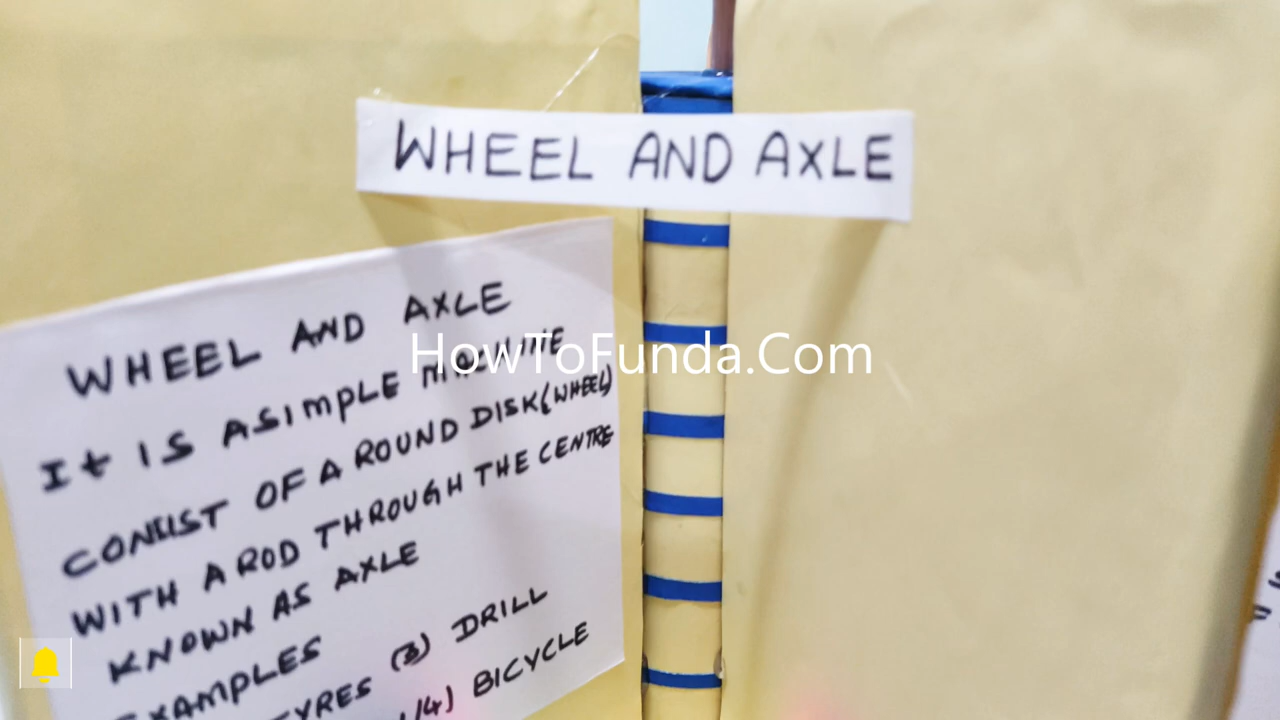 WHEEL AND AXLE
WHEEL AND AXLE
It IS A SIMPLE MACHINE
HowToFunda.Com
CONSIST OF A ROUND DISK (WHEEL)
WITH A ROD THROUGH THE CENTRE
KNOWN AS AXLE
EXAMPLES
TYRES (3) DRILL
(4) BICYCLE